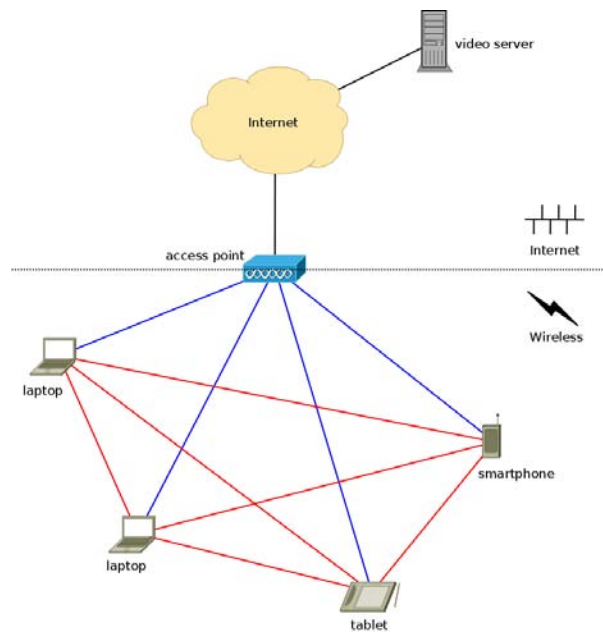 video server
Internet
access point
Internet
Wireless
laptop
smartphone
laptop
tablet